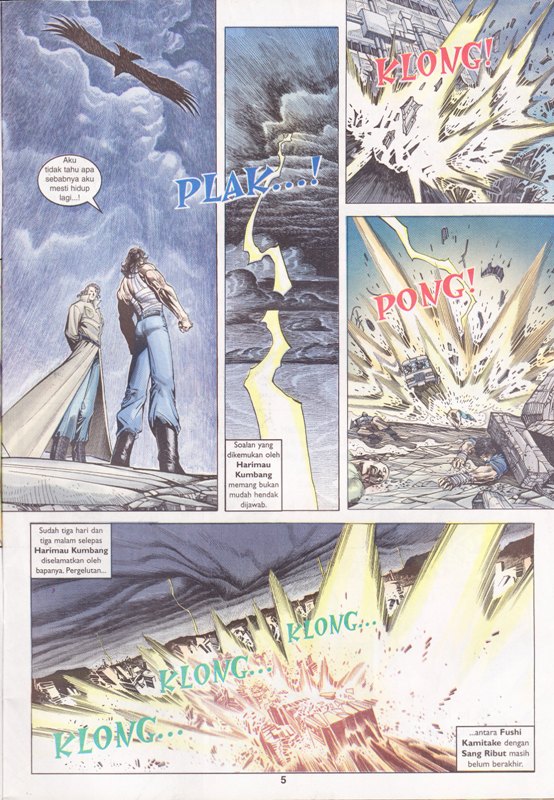 Aku
tidak tahu apa
sebabnya aku
mesti hidup
lagi...!
PLAK...!
Soalan yang
dikemukan oleh
Harimau
Kumbang
memang bukan
mudah hendak
dijawab.
KLONG!
PONG!
Sudah tiga hari dan
tiga malam selepas
Harimau Kumbang
diselamatkan oleh
bapanya. Pergelutan...
KLONG...
KLONG...
KLONG...
...antara Fushi
Kamitake dengan
Sang Ribut masih
belum berakhir.
5